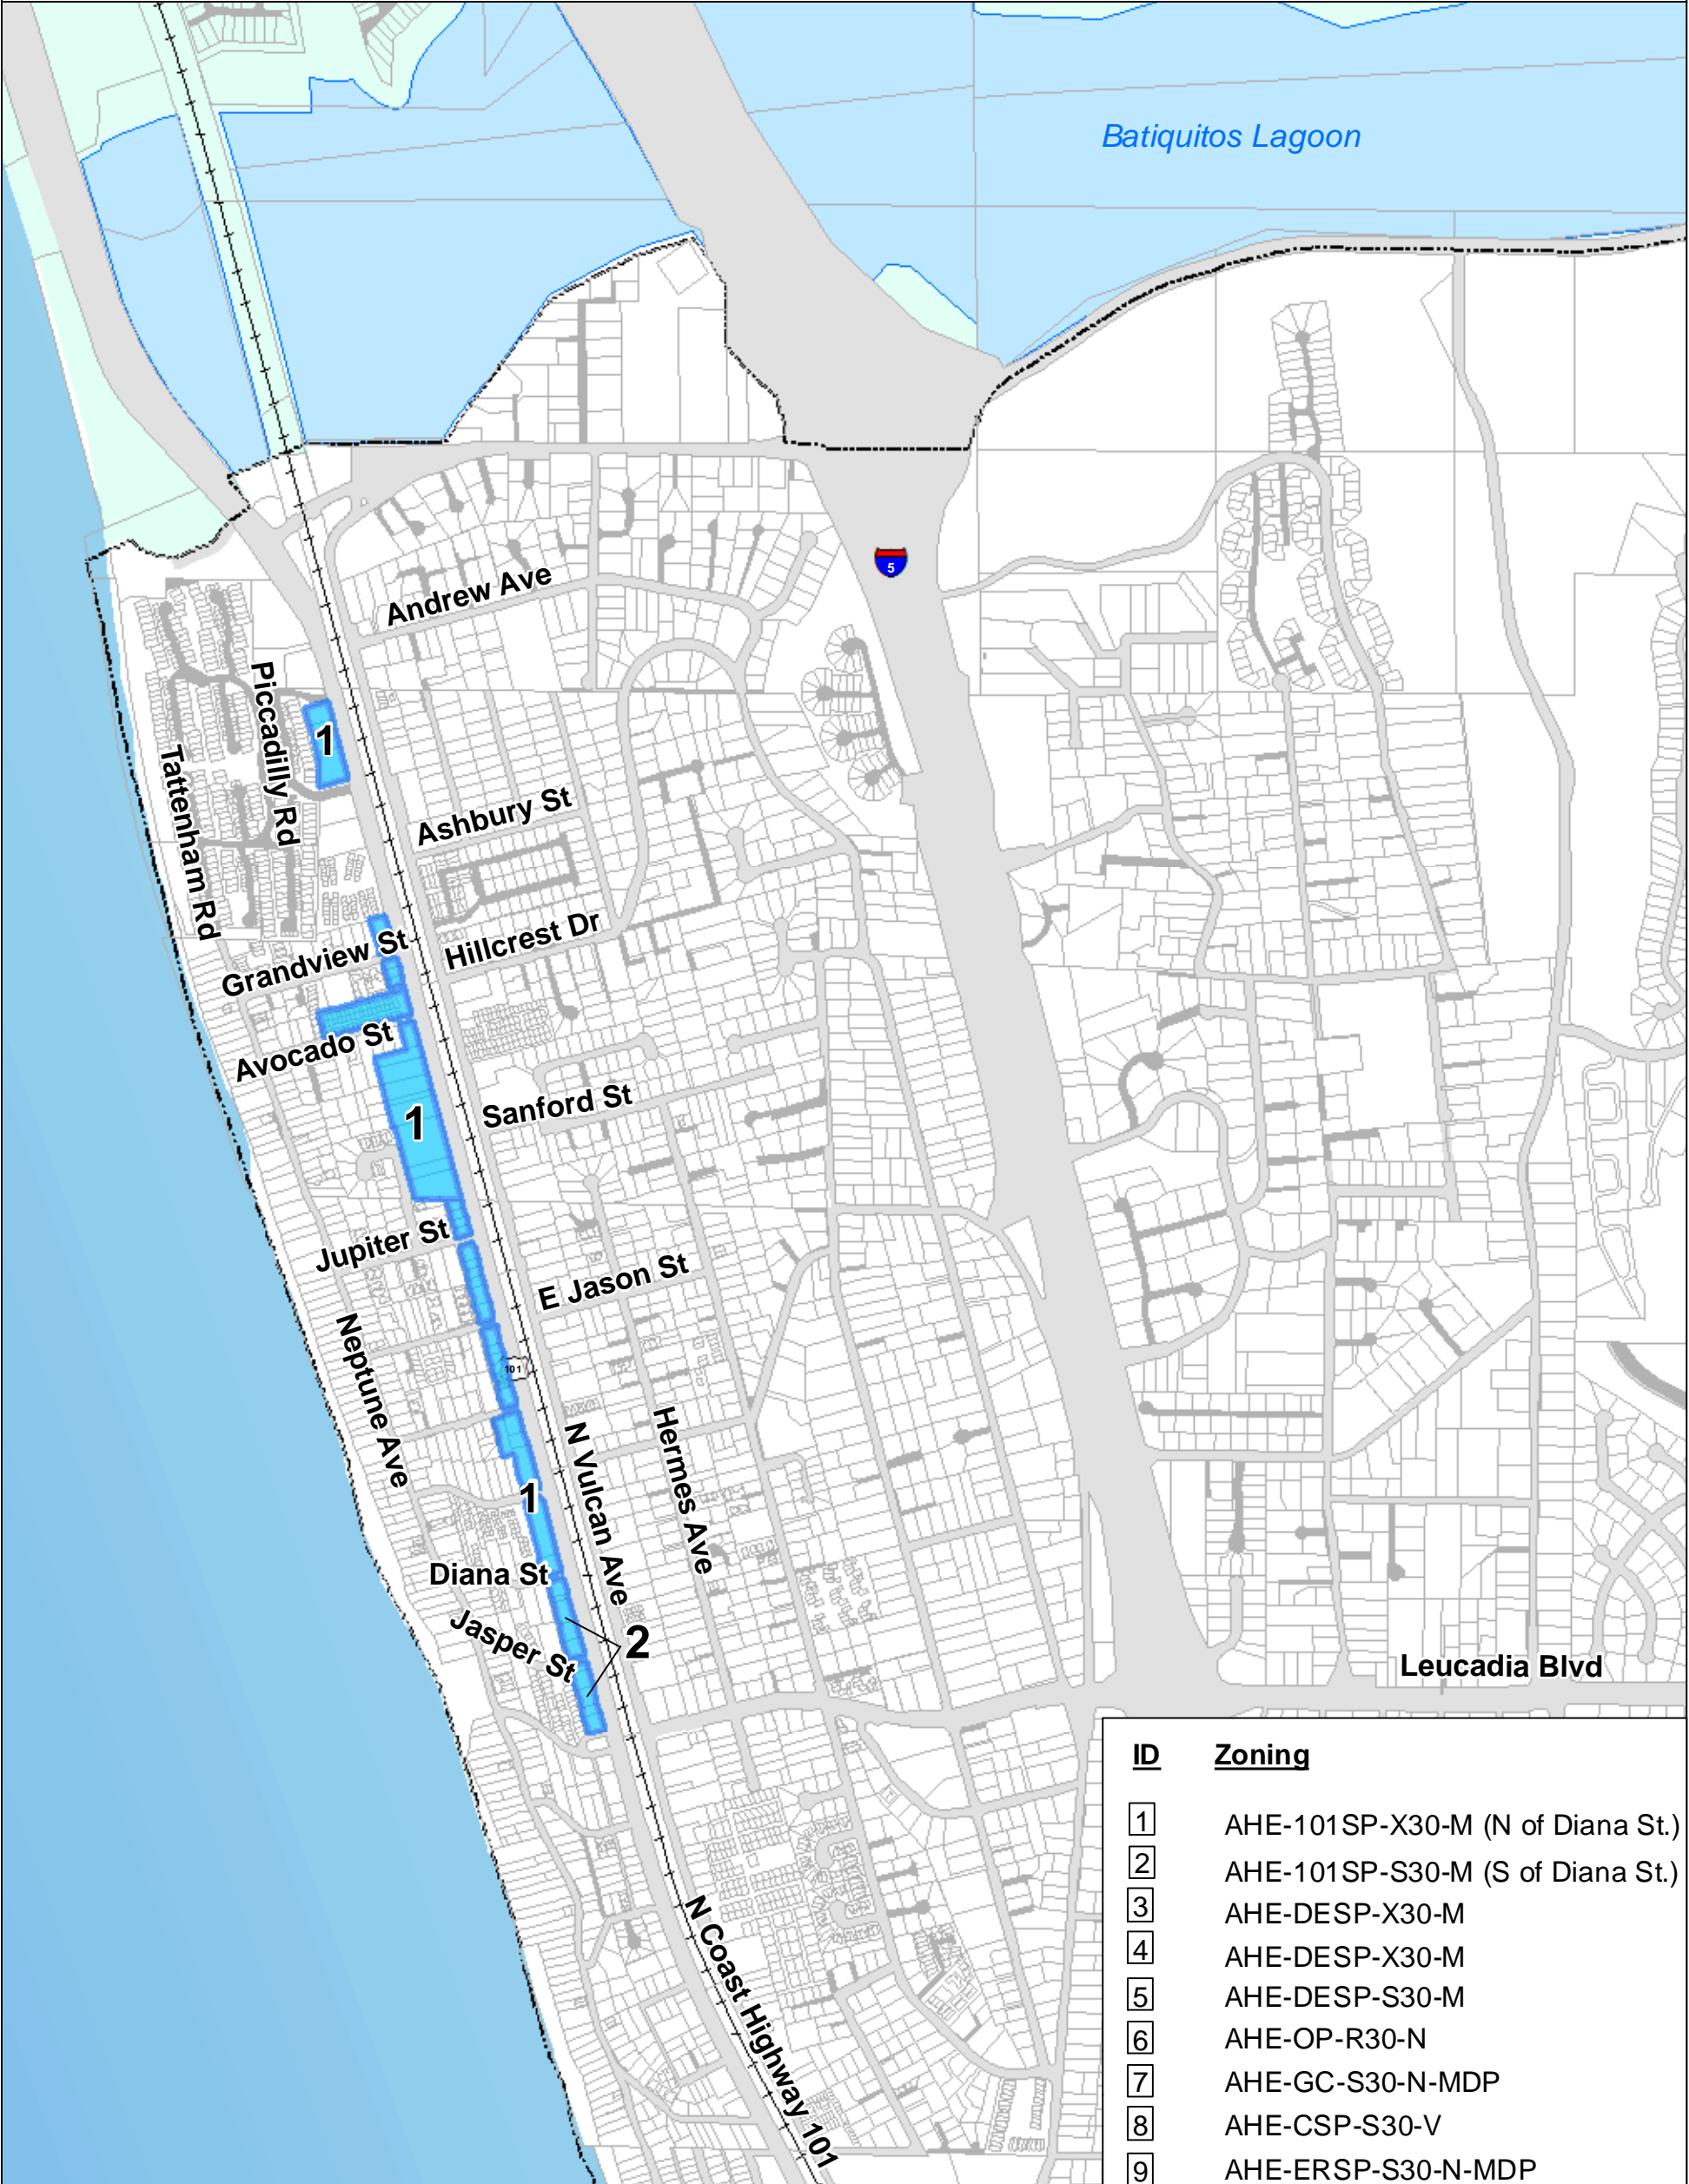 Batiquitos Lagoon
5
Andrew Ave
Piccadilly Rd
1
Tattenham Rd
Ashbury St
Hillcrest Dr
Grandview St
Avocado St
Sanford St
1
Jupiter St
E Jason St
Neptune Ave
101
N Vulcan Ave
Hermes Ave
1
Diana St
Jasper St
2
Leucadia Blvd
N Coast Highway 101
ID Zoning
1 AHE-101SP-X30-M (N of Diana St.)
2 AHE-101SP-S30-M (S of Diana St.)
3 AHE-DESP-X30-M
4 AHE-DESP-X30-M
5 AHE-DESP-S30-M
6 AHE-OP-R30-N
7 AHE-GC-S30-N-MDP
8 AHE-CSP-S30-V
9 AHE-ERSP-S30-N-MDP